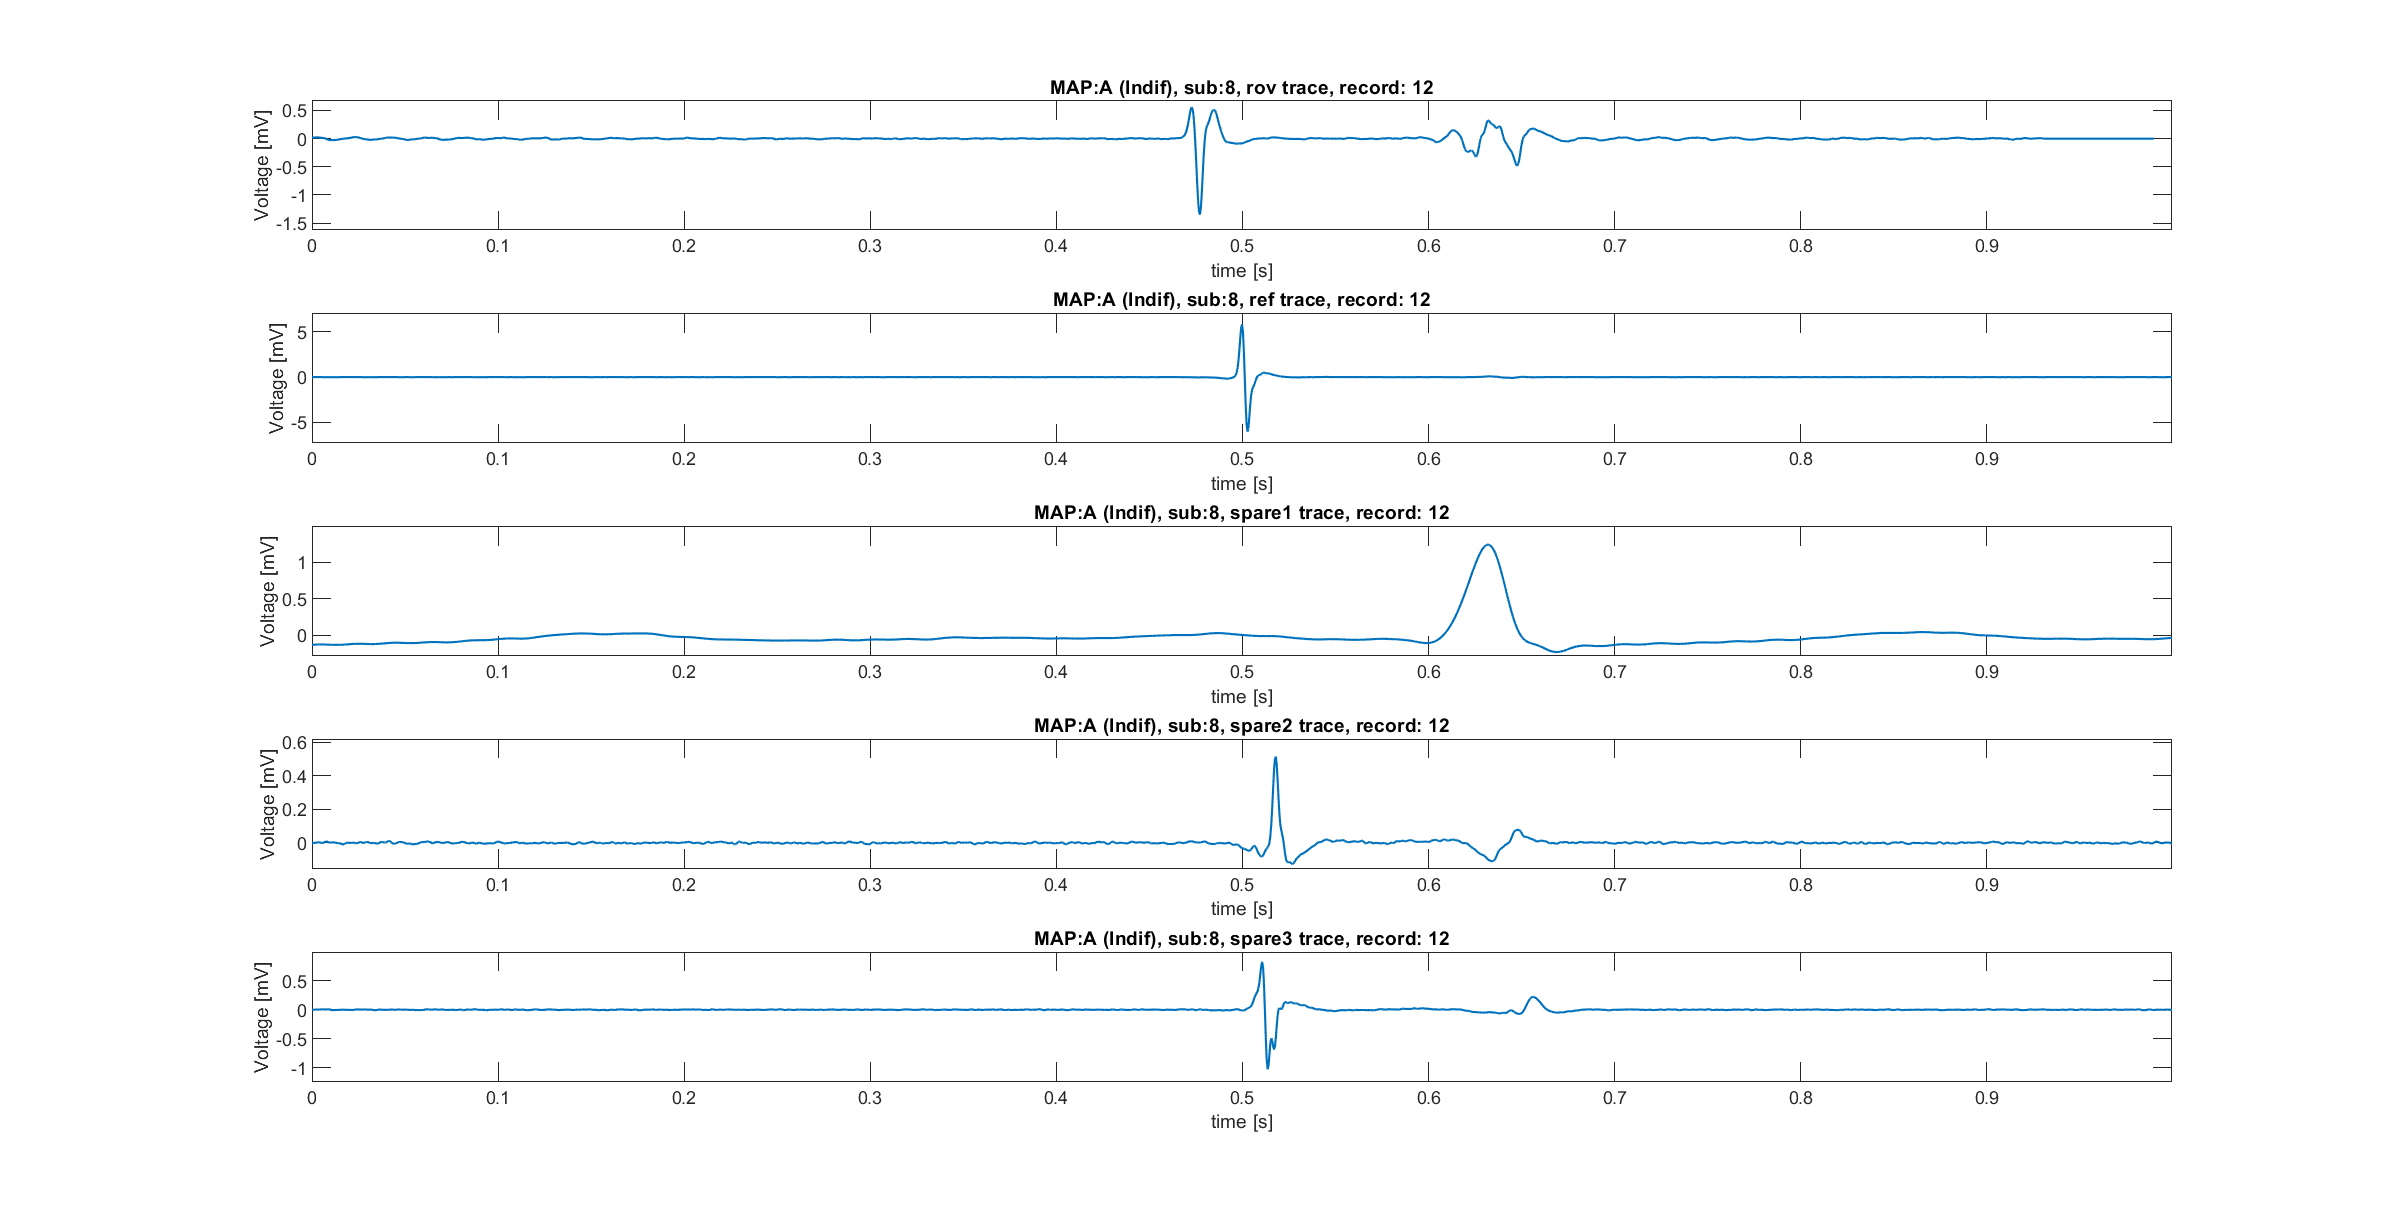 MAP:A (Indif), sub:8, rov trace, record: 12
Voltage [mV]
0.5
0
-0.5
-1
-1.5
0 0.1 0.2 0.3 0.4 0.5 0.6 0.7 0.8 0.9
time [s]
MAP:A (Indif), sub:8, ref trace, record: 12
Voltage [mV]
5
0
-5
0 0.1 0.2 0.3 0.4 0.5 0.6 0.7 0.8 0.9
time [s]
MAP:A (Indif), sub:8, spare1 trace, record: 12
Voltage [mV]
1
0.5
0
0 0.1 0.2 0.3 0.4 0.5 0.6 0.7 0.8 0.9
time [s]
MAP:A (Indif), sub:8, spare2 trace, record: 12
Voltage [mV]
0.6
0.4
0.2
0
0 0.1 0.2 0.3 0.4 0.5 0.6 0.7 0.8 0.9
time [s]
MAP:A (Indif), sub:8, spare3 trace, record: 12
Voltage [mV]
0.5
0
-0.5
-1
0 0.1 0.2 0.3 0.4 0.5 0.6 0.7 0.8 0.9
time [s]